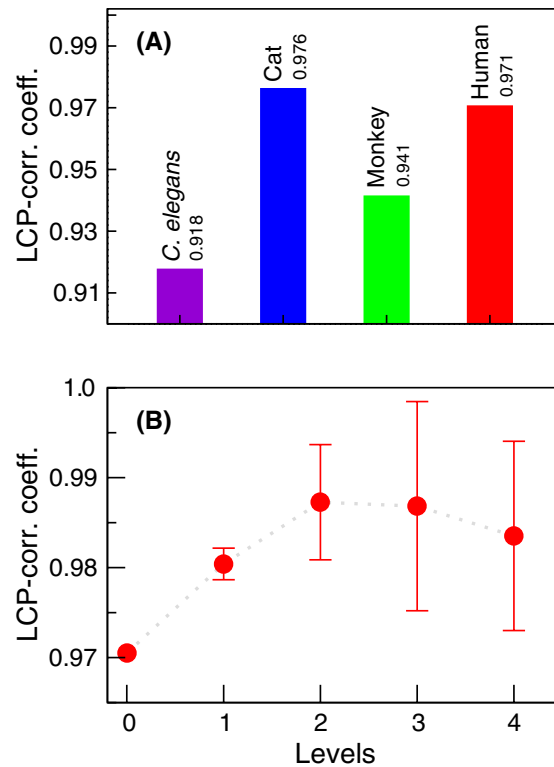 (A)
LCP-corr. coeff.
0.99
0.97
0.95
0.93
0.91
C. elegans
0.918
Cat
0.976
Monkey
0.941
Human
0.971
(B)
LCP-corr. coeff.
1.0
0.99
0.98
0.97
0 1 2 3 4
Levels